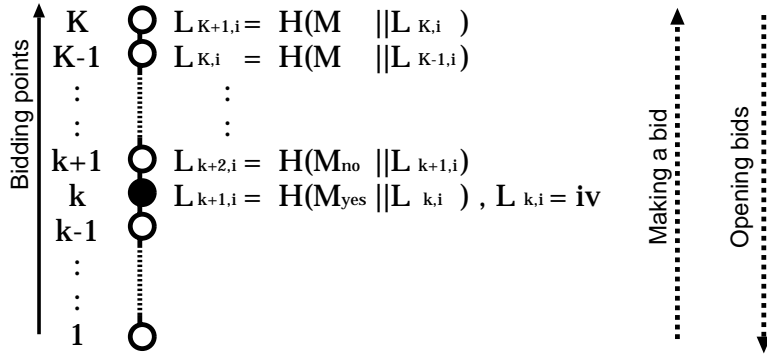 K L K+1,i = H(M ||L K,i )
K-1 L K,i = H(M ||L K-1,i)
: :
: :
k+1 L k+2,i = H(Mno ||L k+1,i)
k L k+1,i = H(Myes ||L k,i ) , L k,i = iv
k-1
:
:
1
Bidding points
Making a bid
Opening bids